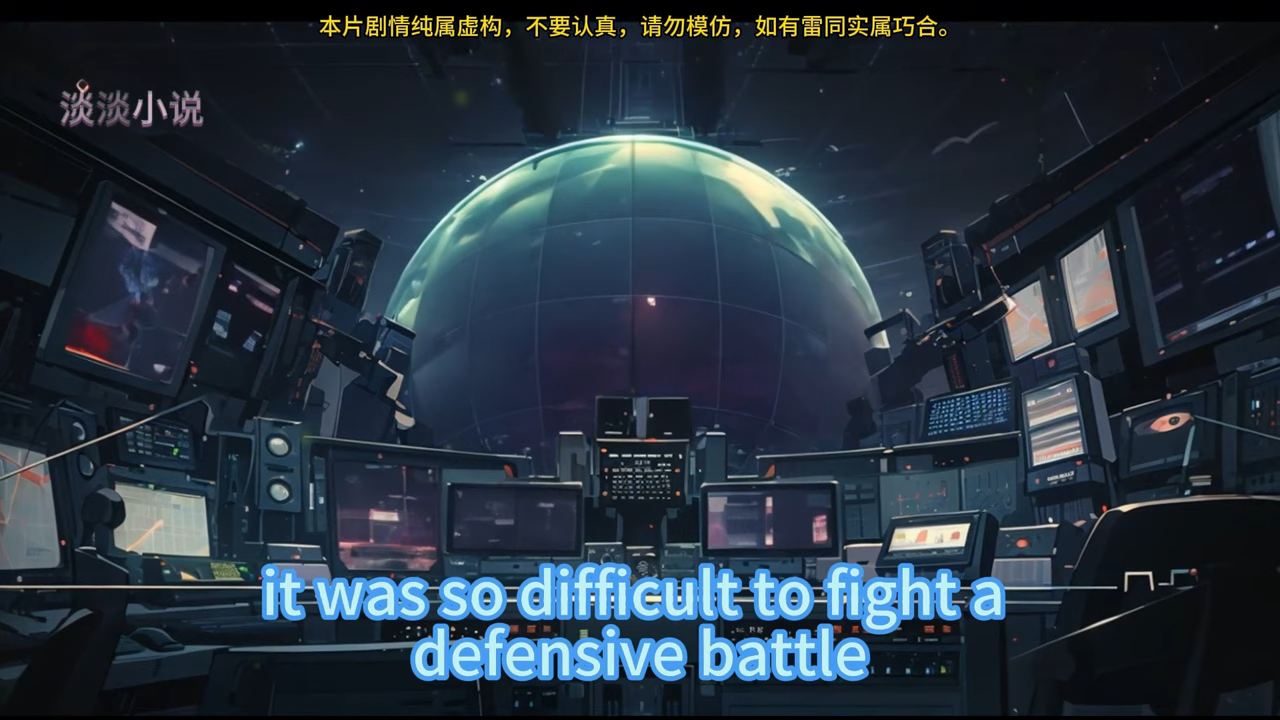 本片剧情纯属虚构，不要认真，请勿模仿，如有雷同实属巧合。
淡淡小说
it was so difficult to fight a
defensive battle